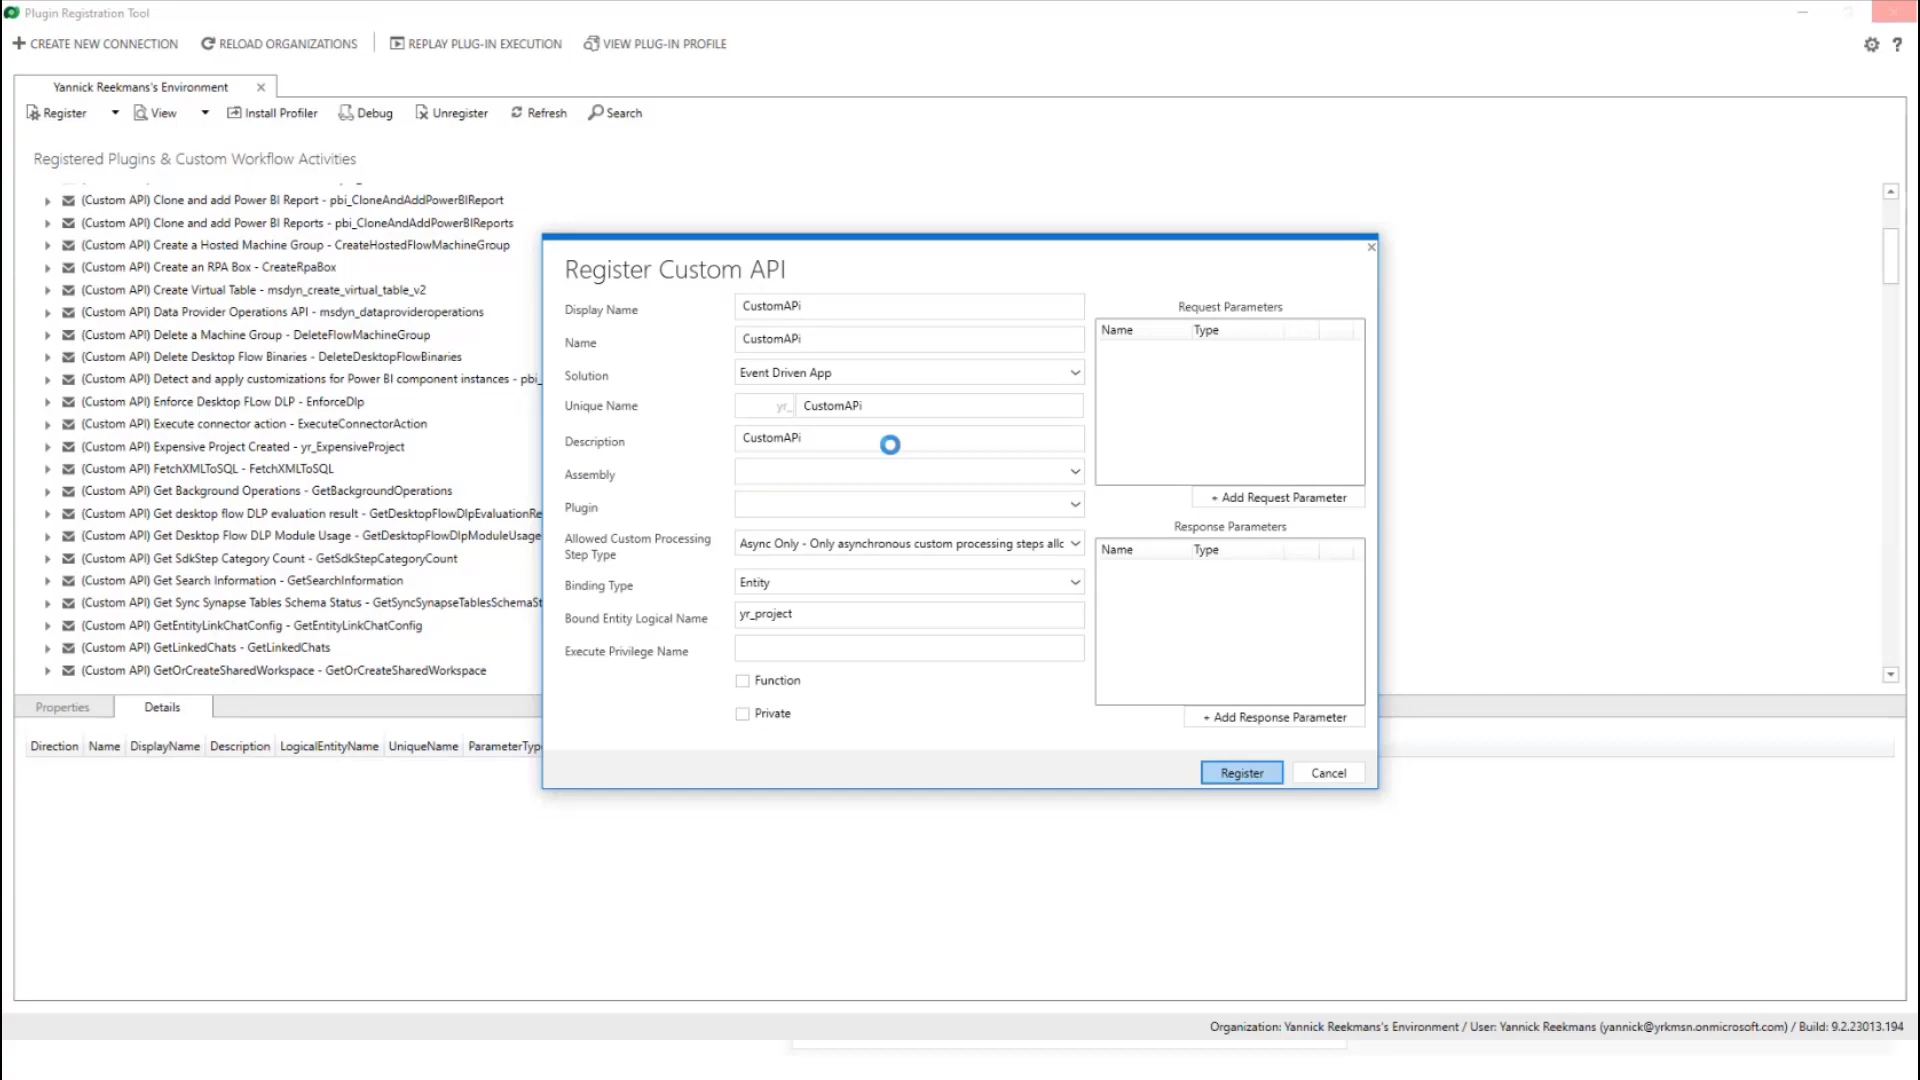 Plugin Registration Tool
CREATE NEW CONNECTION RELOAD ORGANIZATIONS REPLAY PLUG-IN EXECUTION VIEW PLUG-IN PROFILE ?
Yannick Reekmans's Environment
Register View Install Profiler Debug Unregister Refresh Search
Registered Plugins & Custom Workflow Activities
(Custom API) Clone and add Power BI Report - pbi_CloneAndAddPowerBIReport
(Custom API) Clone and add Power BI Reports - pbi_CloneAndAddPowerBIReports
(Custom API) Create a Hosted Machine Group - CreateHostedFlowMachineGroup
(Custom API) Create an RPA Box - CreateRpaBox
(Custom API) Create Virtual Table - msdyn_create_virtual_table_v2
(Custom API) Data Provider Operations API - msdyn_dataprovideroperations
(Custom API) Delete a Machine Group - DeleteFlowMachineGroup
(Custom API) Delete Desktop Flow Binaries - DeleteDesktopFlowBinaries
(Custom API) Detect and apply customizations for Power BI component instances - pbi_
(Custom API) Enforce Desktop FLow DLP - EnforceDlp
(Custom API) Execute connector action - ExecuteConnectorAction
(Custom API) Expensive Project Created - yr_ExpensiveProject
(Custom API) FetchXMLToSQL - FetchXMLToSQL
(Custom API) Get Background Operations - GetBackgroundOperations
(Custom API) Get desktop flow DLP evaluation result - GetDesktopFlowDlpEvaluationRe
(Custom API) Get Desktop Flow DLP Module Usage - GetDesktopFlowDlpModuleUsage
(Custom API) Get SdkStep Category Count - GetSdkStepCategoryCount
(Custom API) Get Search Information - GetSearchInformation
(Custom API) Get Sync Synapse Tables Schema Status - GetSyncSynapseTablesSchemaSt
(Custom API) GetEntityLinkChatConfig - GetEntityLinkChatConfig
(Custom API) GetLinkedChats - GetLinkedChats
(Custom API) GetOrCreateSharedWorkspace - GetOrCreateSharedWorkspace
Properties Details
Direction Name DisplayName Description LogicalEntityName UniqueName ParameterTyp
Register Custom API
Display Name CustomAPi
Name CustomAPi
Solution Event Driven App
Unique Name yr_ CustomAPi
Description CustomAPi
Assembly
Plugin
Allowed Custom Processing
Step Type
Async Only - Only asynchronous custom processing steps allc
Binding Type Entity
Bound Entity Logical Name yr_project
Execute Privilege Name
Function
Private
Request Parameters
Name Type
+ Add Request Parameter
Response Parameters
Name Type
+ Add Response Parameter
Register Cancel
Organization: Yannick Reekmans's Environment / User: Yannick Reekmans (yannick@yrkmsn.onmicrosoft.com) / Build: 9.2.23013.194